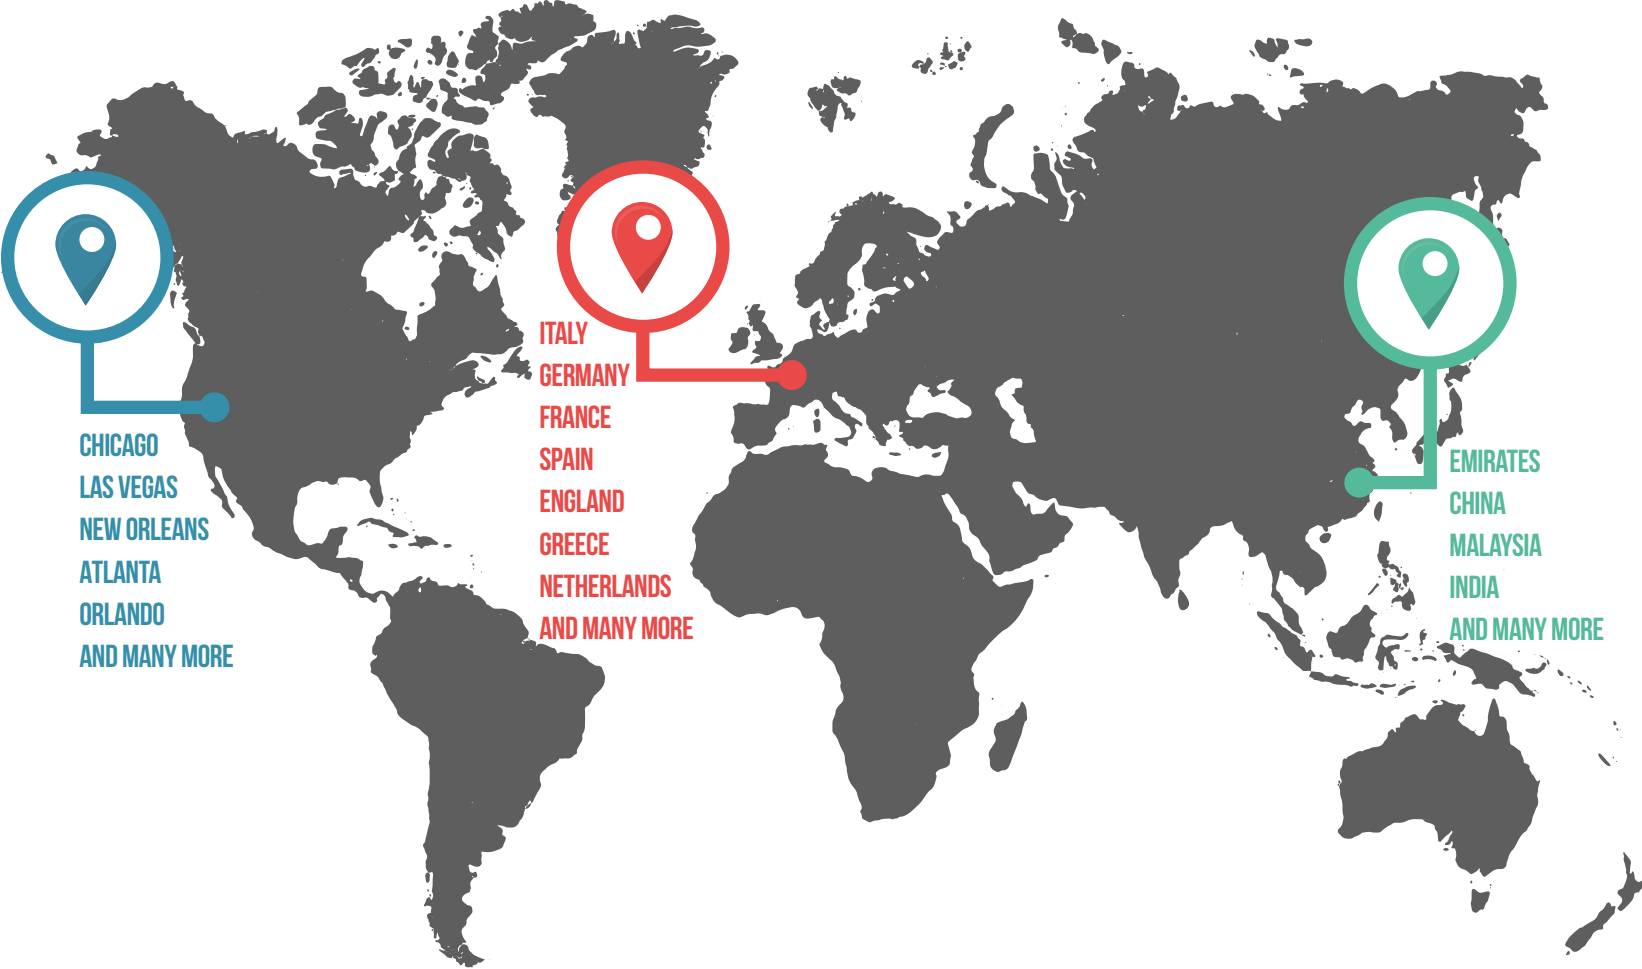 CHICAGO
LAS VEGAS
NEW ORLEANS
ATLANTA
ORLANDO
AND MANY MORE
ITALY
GERMANY
FRANCE
SPAIN
ENGLAND
GREECE
NETHERLANDS
AND MANY MORE
EMIRATES
CHINA
MALAYSIA
INDIA
AND MANY MORE